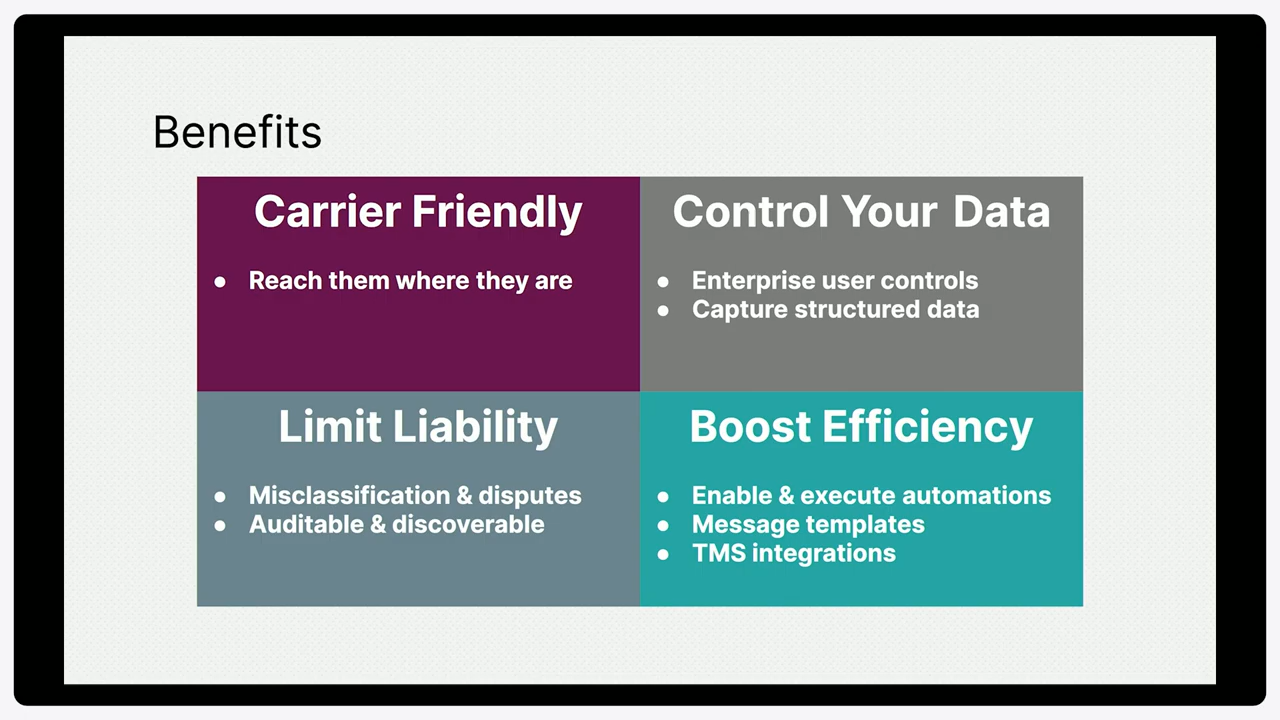 Benefits
Carrier Friendly
● Reach them where they are
Control Your Data
● Enterprise user controls
● Capture structured data
Limit Liability
● Misclassification & disputes
● Auditable & discoverable
Boost Efficiency
● Enable & execute automations
● Message templates
● TMS integrations